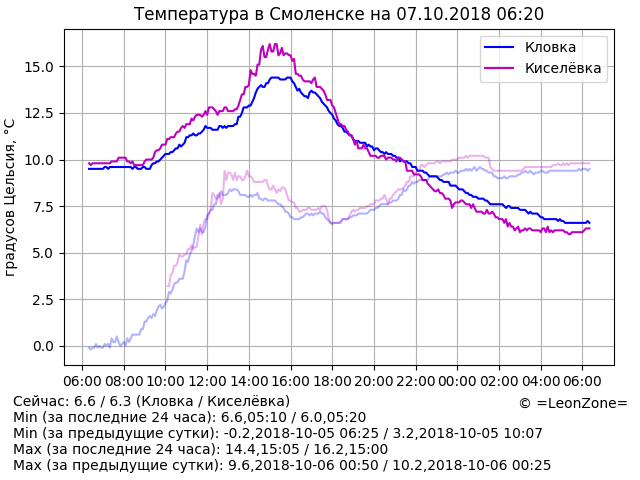 Температура в Смоленске на 07.10.2018 06:20
Кловка
Киселёвка
градусов Цельсия, °C
15.0
12.5
10.0
7.5
5.0
2.5
0.0
06:00 08:00 10:00 12:00 14:00 16:00 18:00 20:00 22:00 00:00 02:00 04:00 06:00
Сейчас: 6.6 / 6.3 (Кловка / Киселёвка)
© =LeonZone=
Min (за последние 24 часа): 6.6,05:10 / 6.0,05:20
Min (за предыдущие сутки): -0.2,2018-10-05 06:25 / 3.2,2018-10-05 10:07
Max (за последние 24 часа): 14.4,15:05 / 16.2,15:00
Max (за предыдущие сутки): 9.6,2018-10-06 00:50 / 10.2,2018-10-06 00:25